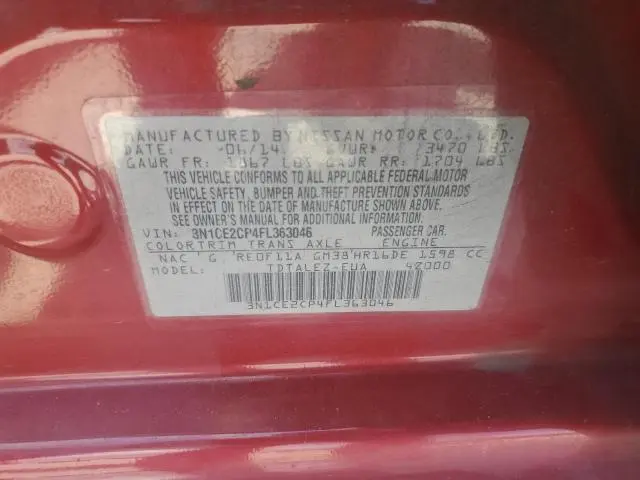 MANUFACTURED BY NISSAN MOTOR CO., LTD.
DATE: 06/14 GVWR: 3470 LBS
GAWR FR: 1867 LBS GAWR RR: 1704 LBS
THIS VEHICLE CONFORMS TO ALL APPLICABLE FEDERAL MOTOR
VEHICLE SAFETY, BUMPER AND THEFT PREVENTION STANDARDS
IN EFFECT ON THE DATE OF MANUFACTURE SHOWN ABOVE.
SEE OWNER'S MANUAL FOR ADDITIONAL INFORMATION.
VIN: 3N1CE2CP4FL363046 PASSENGER CAR.
COLOR TRIM TRANS AXLE ENGINE
NAC G RE0F11A GM38 HR16DE 1598 CC
MODEL: TDTALEZ-EUA 48000
3N1CE2CP4FL363046